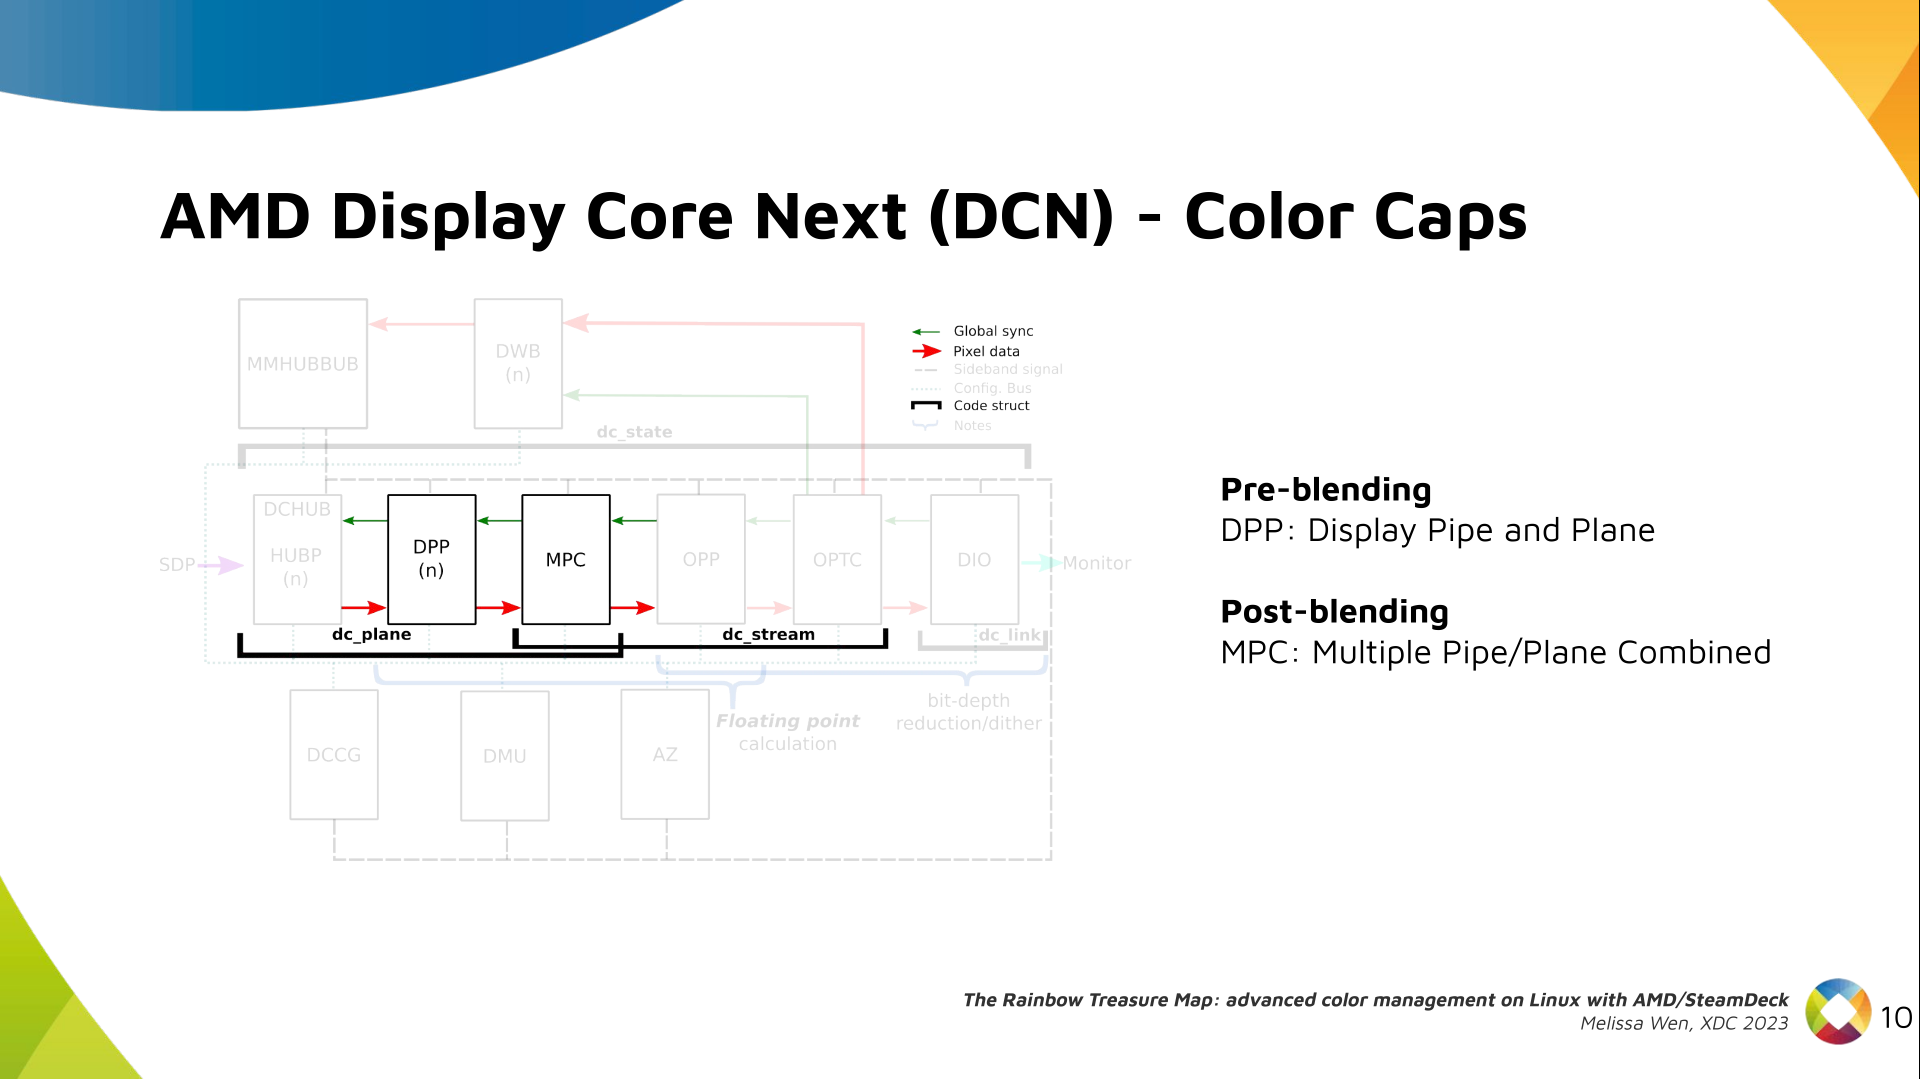 AMD Display Core Next (DCN) - Color Caps
MMHUBBUB
DWB
(n)
Global sync
Pixel data
Sideband signal
Config. Bus
Code struct
Notes
dc_state
SDP
DCHUB
HUBP
(n)
DPP
(n)
MPC
OPP
OPTC
DIO
Monitor
dc_plane
dc_stream
dc_link
DCCG
DMU
AZ
Floating point
calculation
bit-depth
reduction/dither
Pre-blending
DPP: Display Pipe and Plane
Post-blending
MPC: Multiple Pipe/Plane Combined
The Rainbow Treasure Map: advanced color management on Linux with AMD/SteamDeck
Melissa Wen, XDC 2023
10